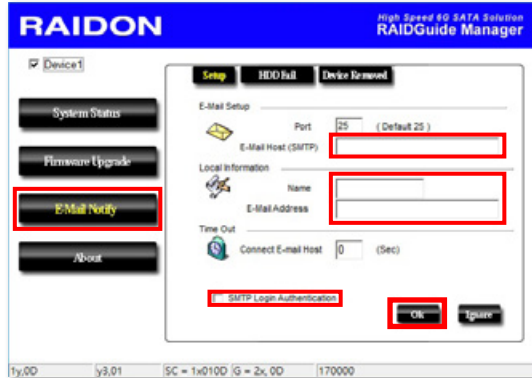 RAIDON
High Speed 6G SATA Solution
RAIDGuide Manager
Device1
Setup HDD Fail Device Removed
System Status
Firmware Upgrade
E-Mail Notify
About
E-Mail Setup
Port 25 ( Default 25 )
E-Mail Host (SMTP)
Local Information
Name
E-Mail Address
Time Out
Connect E-mail Host 0 (Sec)
SMTP Login Authentication
Ok Ignore
1y,0D y3,01 SC = 1x010D G = 2x, 0D 170000